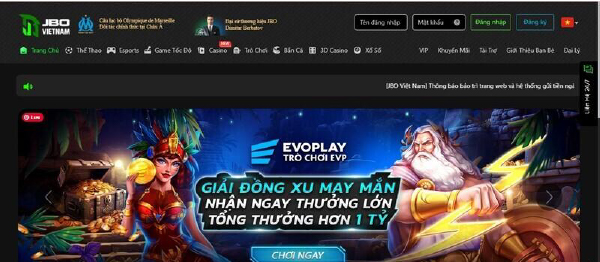 JBO
VIETNAM
Câu lạc bộ Olympique de Marseille
Đối tác chính thức tại Châu Á
Đại sứ thương hiệu JBO
Dimitar Berbatov
Tên đăng nhập
Mật khẩu
Đăng nhập
Đăng ký
Trang Chủ
Thể Thao
Esports
Game Tốc Độ
Casino
NEW
Trò Chơi
Bắn Cá
3D Casino
Xổ Số
VIP
Khuyến Mãi
Tài Trợ
Giới Thiệu Bạn Bè
Đại Lý
[JBO Việt Nam] Thông báo bảo trì trang web và hệ thống gửi tiền ngâ
Liên Hệ 24/7
Lưu
EVOPLAY
TRÒ CHƠI EVP
GIẢI ĐỒNG XU MAY MẮN
NHẬN NGAY THƯỞNG LỚN
TỔNG THƯỞNG HƠN 1 TỶ
CHƠI NGAY